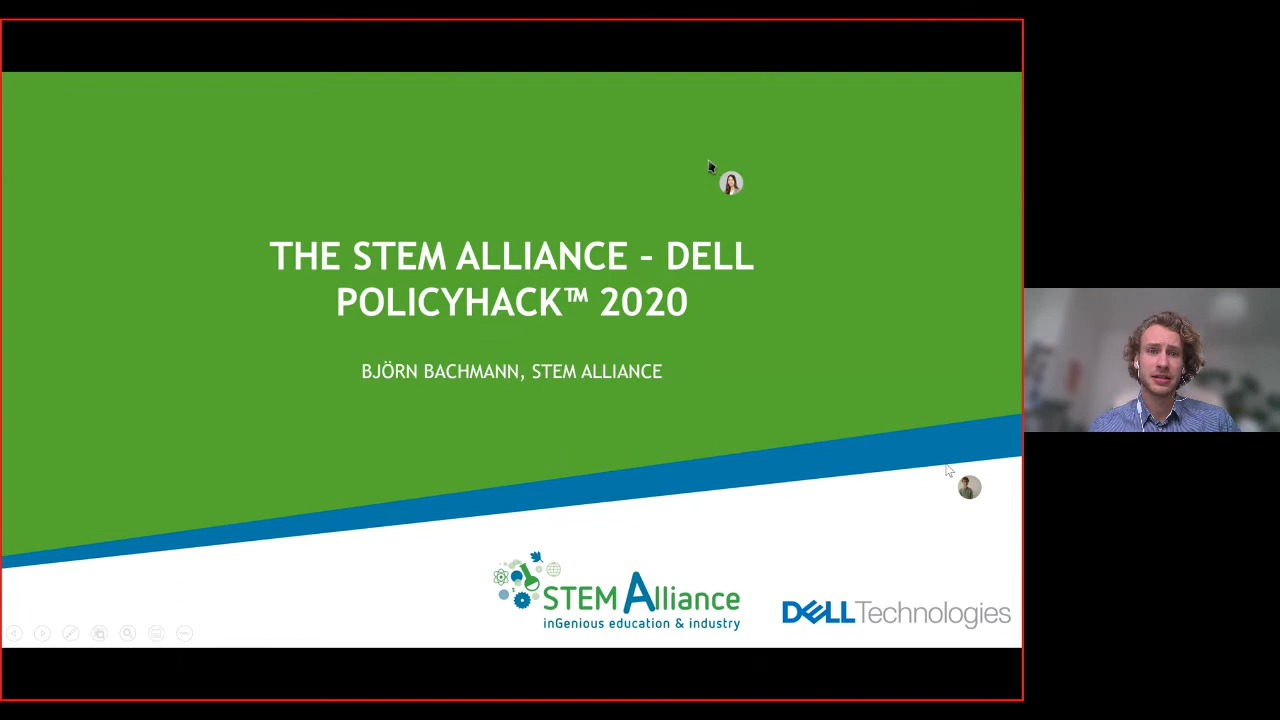 THE STEM ALLIANCE – DELL
POLICYHACK™ 2020
BJÖRN BACHMANN, STEM ALLIANCE
STEM Alliance
inGenious education & industry
DELL Technologies